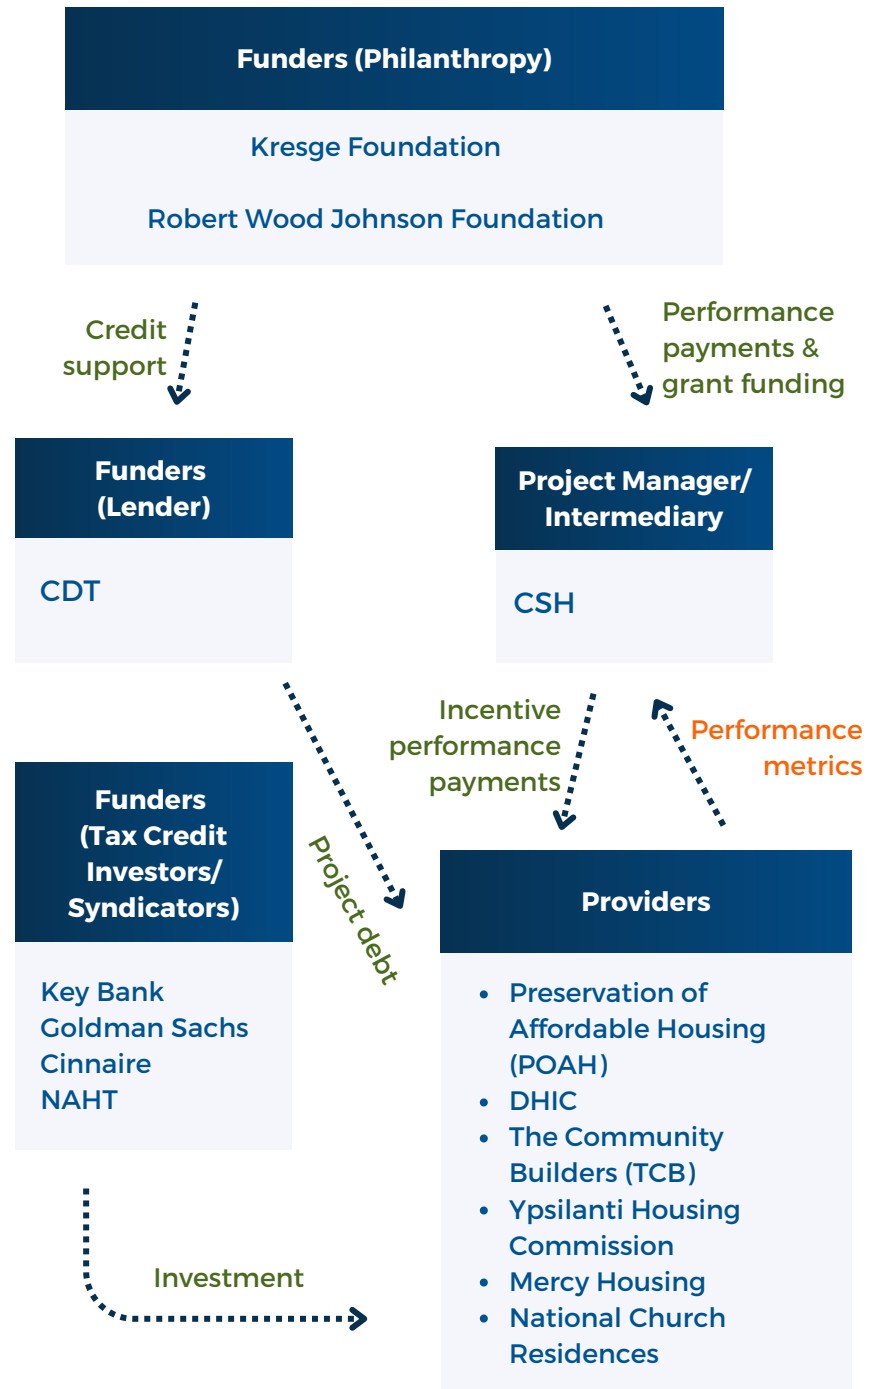 Funders (Philanthropy)
Kresge Foundation
Robert Wood Johnson Foundation
Credit
support
Performance
payments &
grant funding
Funders
(Lender)
CDT
Project Manager/
Intermediary
CSH
Incentive
performance
payments
Performance
metrics
Project debt
Funders
(Tax Credit
Investors/
Syndicators)
Key Bank
Goldman Sachs
Cinnaire
NAHT
Investment
Providers
• Preservation of
Affordable Housing
(POAH)
• DHIC
• The Community
Builders (TCB)
• Ypsilanti Housing
Commission
• Mercy Housing
• National Church
Residences